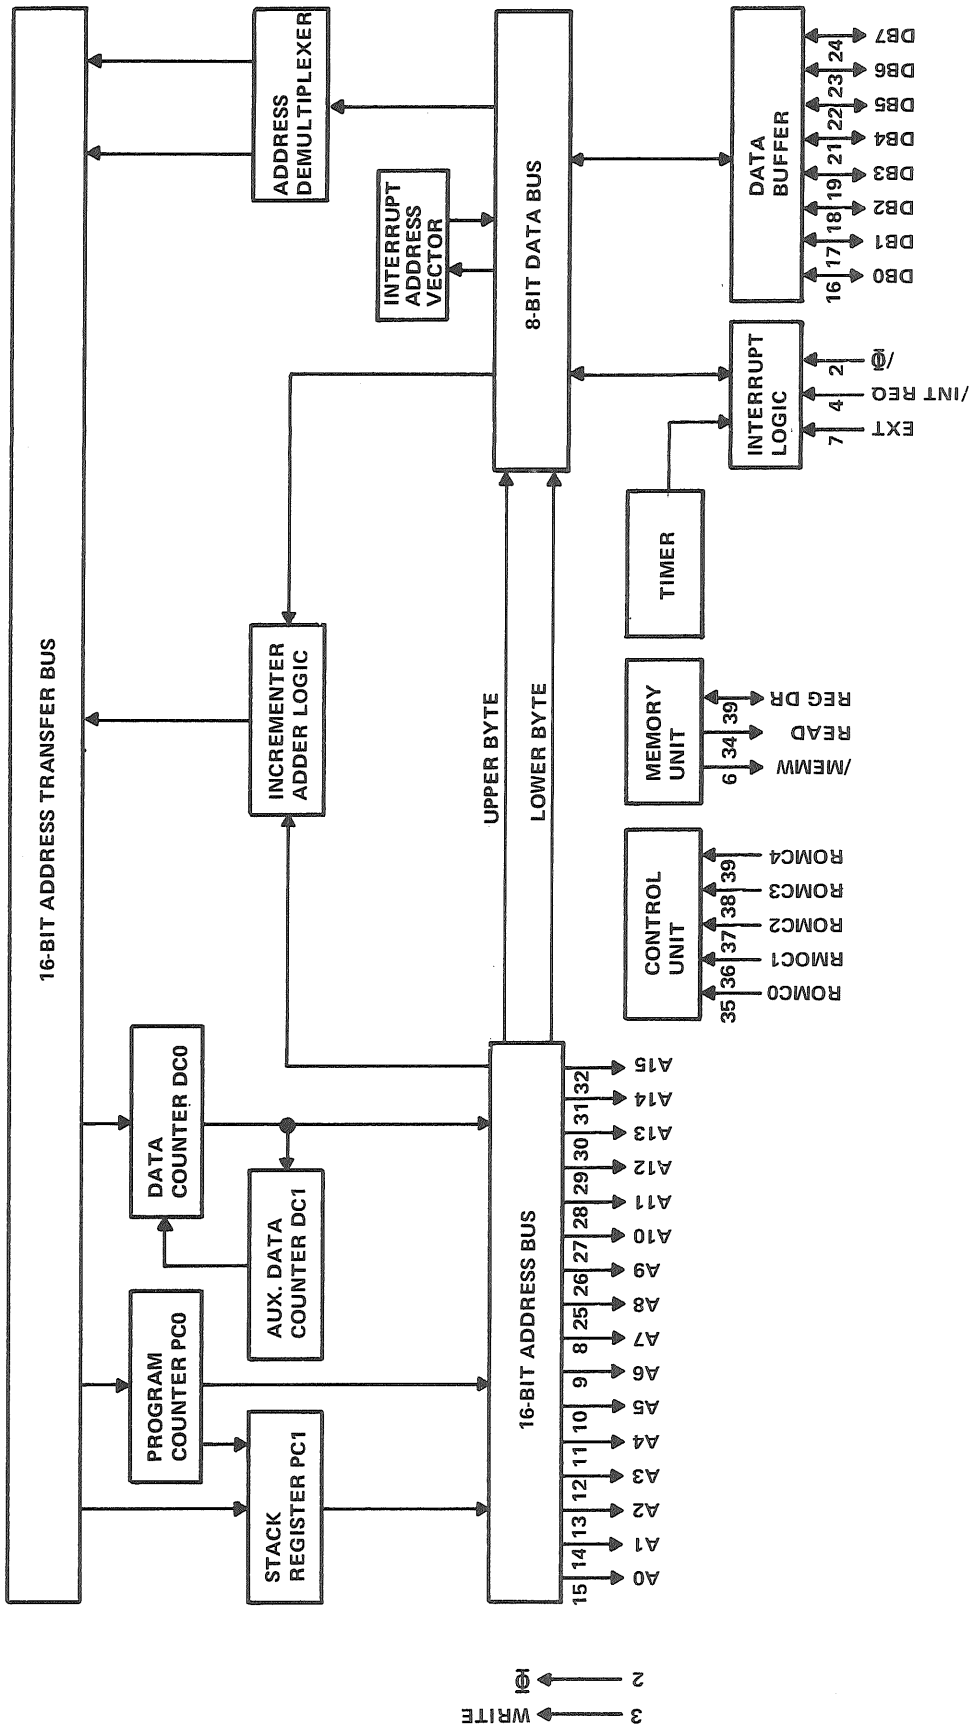 16-BIT ADDRESS TRANSFER BUS
ADDRESS
DEMULTIPLEXER
INTERRUPT
ADDRESS
VECTOR
INCREMENTER
ADDER LOGIC
DATA
COUNTER DC0
AUX. DATA
COUNTER DC1
PROGRAM
COUNTER PC0
STACK
REGISTER PC1
8-BIT DATA BUS
UPPER BYTE
LOWER BYTE
16-BIT ADDRESS BUS
15 A0
14 A1
13 A2
12 A3
11 A4
10 A5
9 A6
8 A7
25 A8
26 A9
27 A10
28 A11
29 A12
30 A13
31 A14
32 A15
CONTROL
UNIT
35 ROMC0
36 RMOC1
37 ROMC2
38 ROMC3
39 ROMC4
MEMORY
UNIT
6 /MEMW
34 READ
39 REG DR
TIMER
INTERRUPT
LOGIC
7 EXT
4 /INT REQ
2 /Φ
DATA
BUFFER
16 DB0
17 DB1
18 DB2
19 DB3
21 DB4
22 DB5
23 DB6
24 DB7
3 WRITE
2 Φ